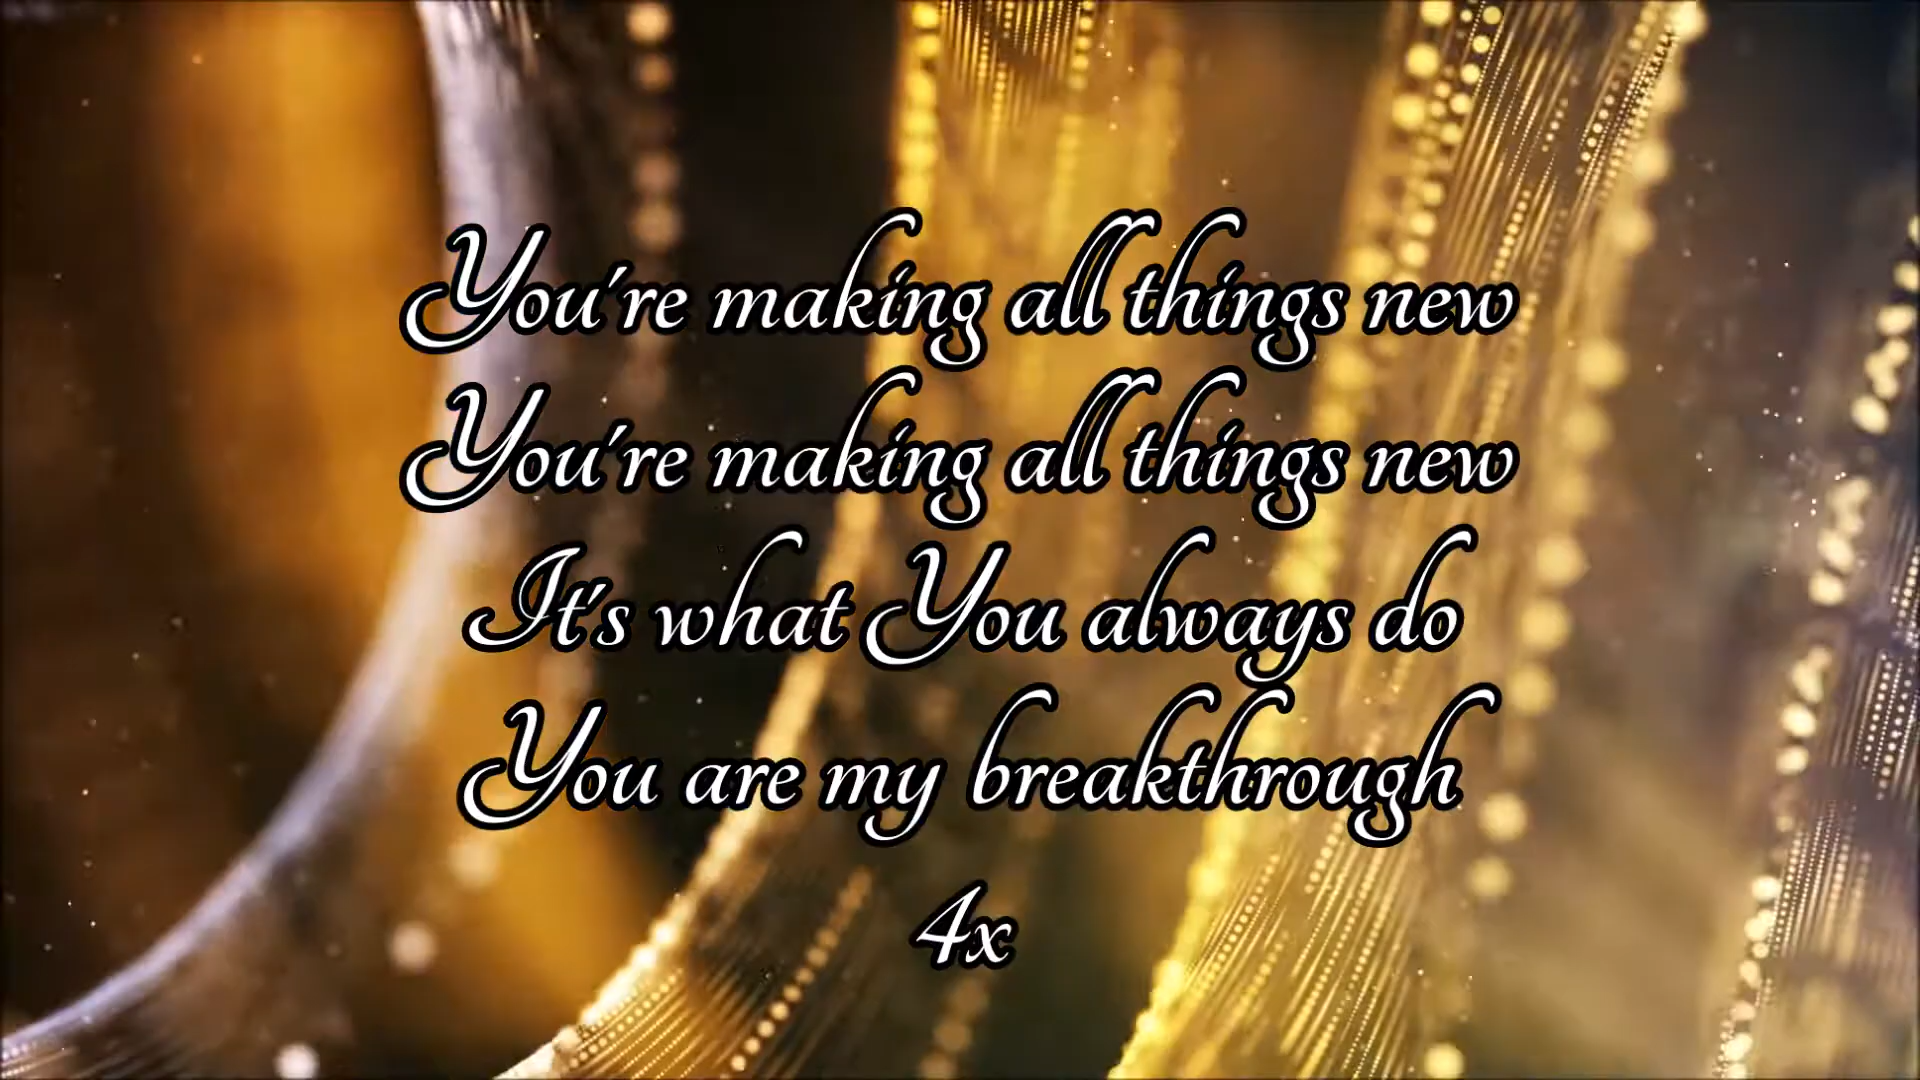 You're making all things new
You're making all things new
It's what You always do
You are my breakthrough
4x